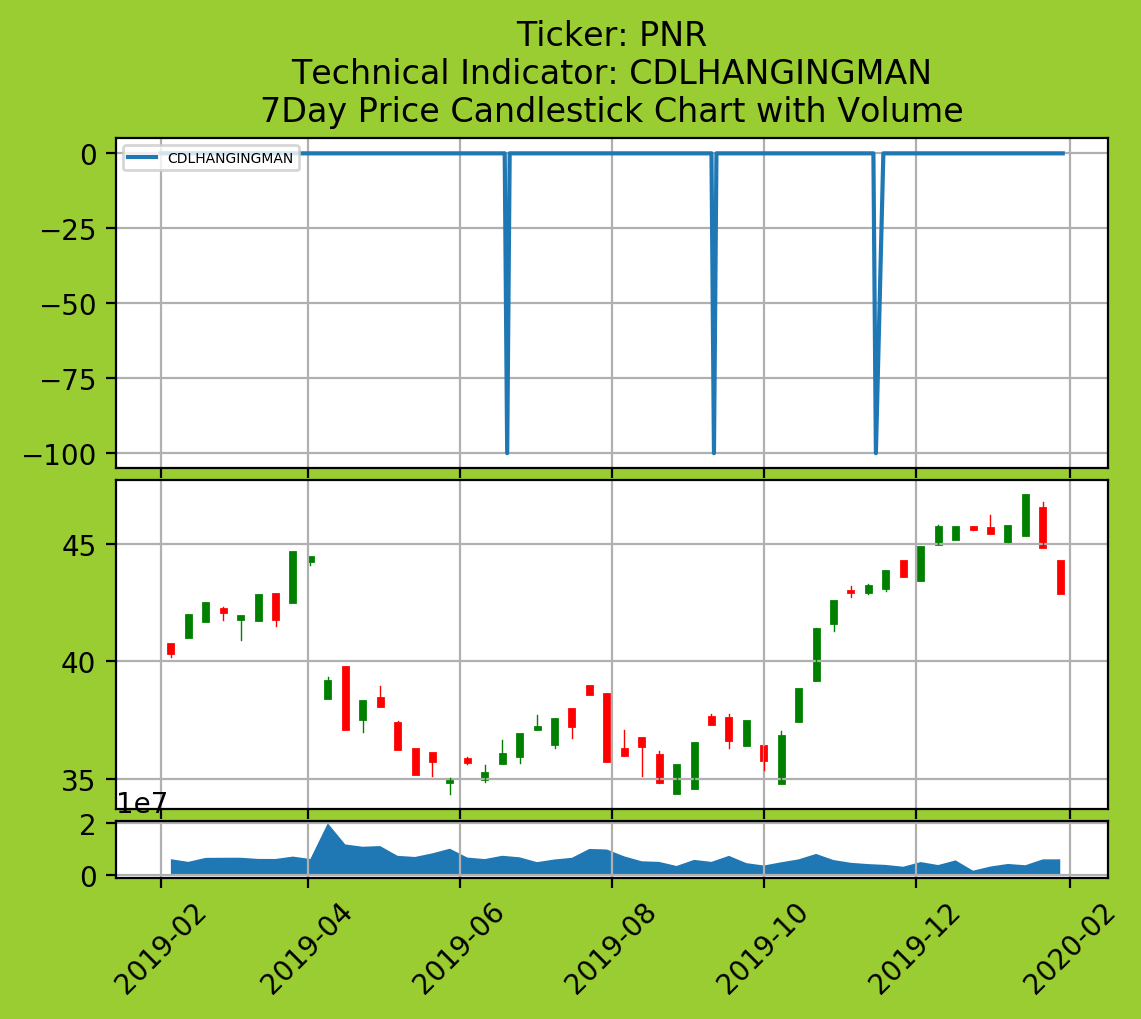 Ticker: PNR
Technical Indicator: CDLHANGINGMAN
7Day Price Candlestick Chart with Volume
CDLHANGINGMAN
0
−25
−50
−75
−100
45
40
35
1e7
2
0
2019-02 2019-04 2019-06 2019-08 2019-10 2019-12 2020-02